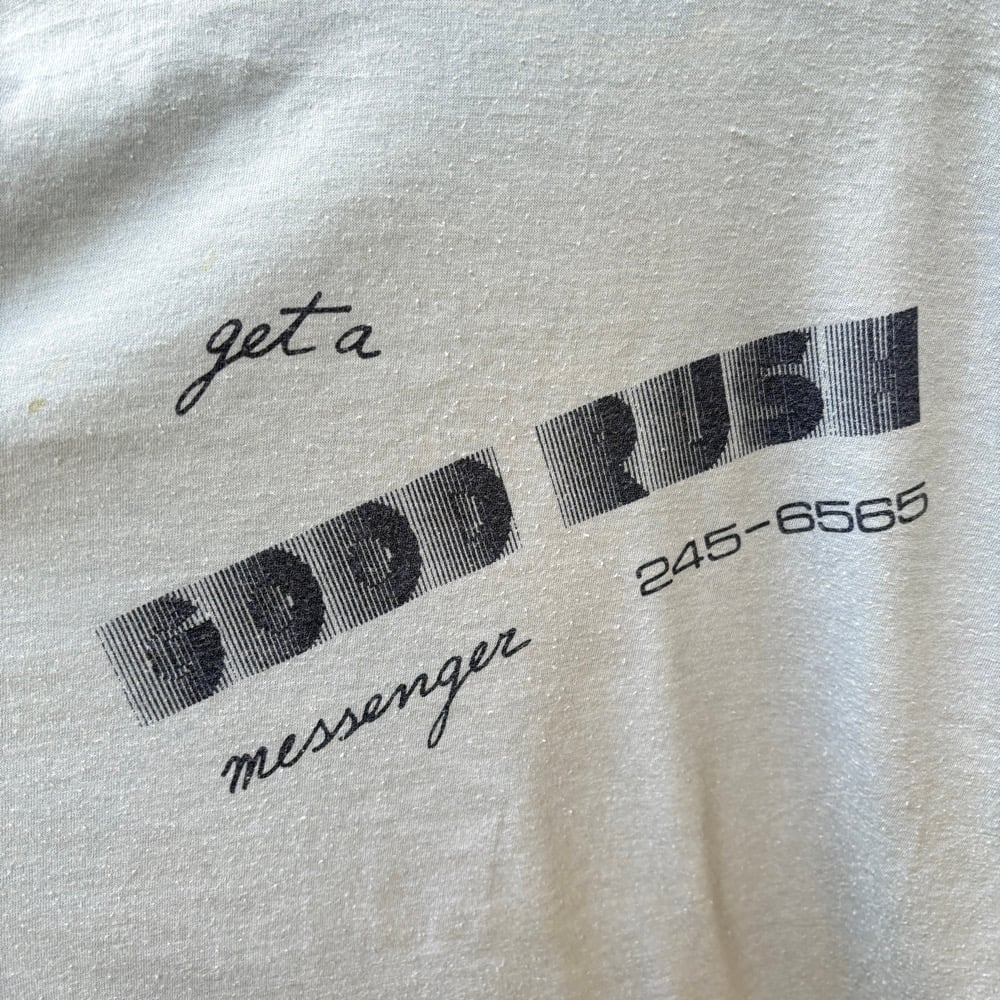 get a
GOOD RUSH
245-6565
messenger